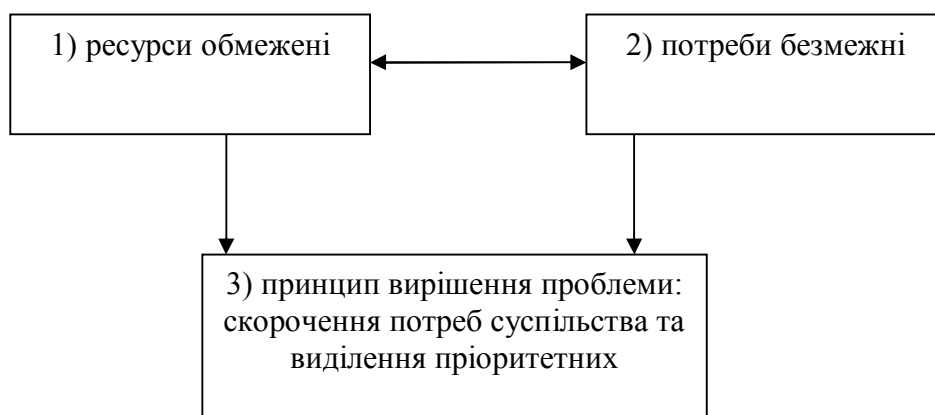 1) ресурси обмежені
2) потреби безмежні
3) принцип вирішення проблеми:
скорочення потреб суспільства та
виділення пріоритетних